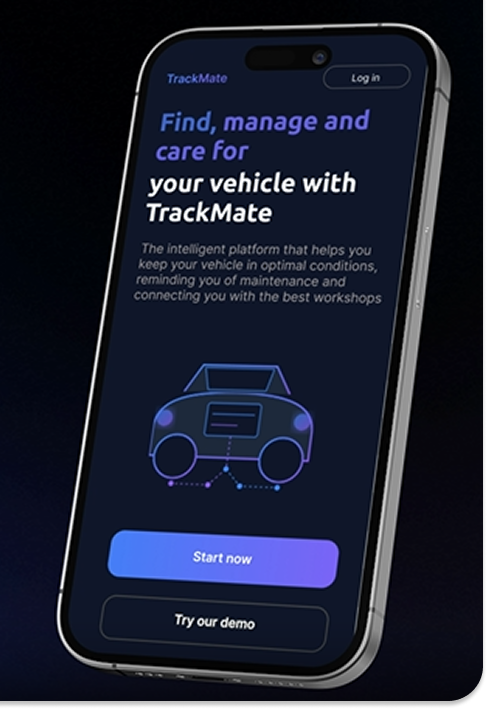 TrackMate
Log in
Find, manage and
care for
your vehicle with
TrackMate
The intelligent platform that helps you
keep your vehicle in optimal conditions,
reminding you of maintenance and
connecting you with the best workshops
Start now
Try our demo